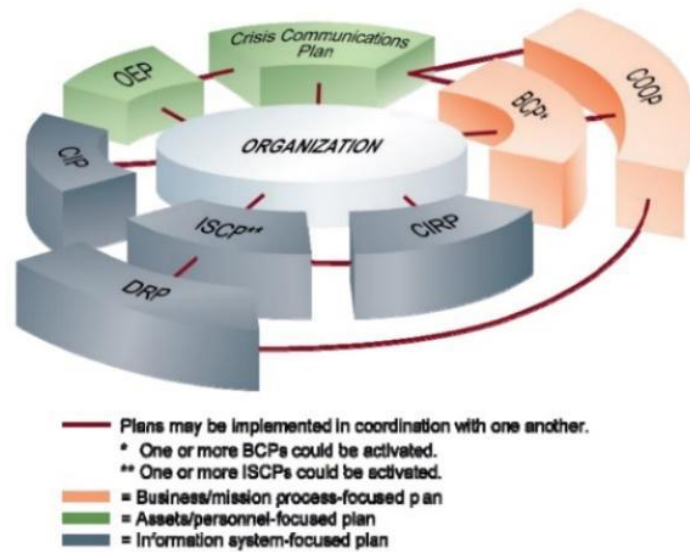 Crisis Communications
Plan
OEP
COOP
BCP*
ORGANIZATION
CIP
ISCP**
CIRP
DRP
Plans may be implemented in coordination with one another.
* One or more BCPs could be activated.
** One or more ISCPs could be activated.
= Business/mission process-focused plan
= Assets/personnel-focused plan
= Information system-focused plan